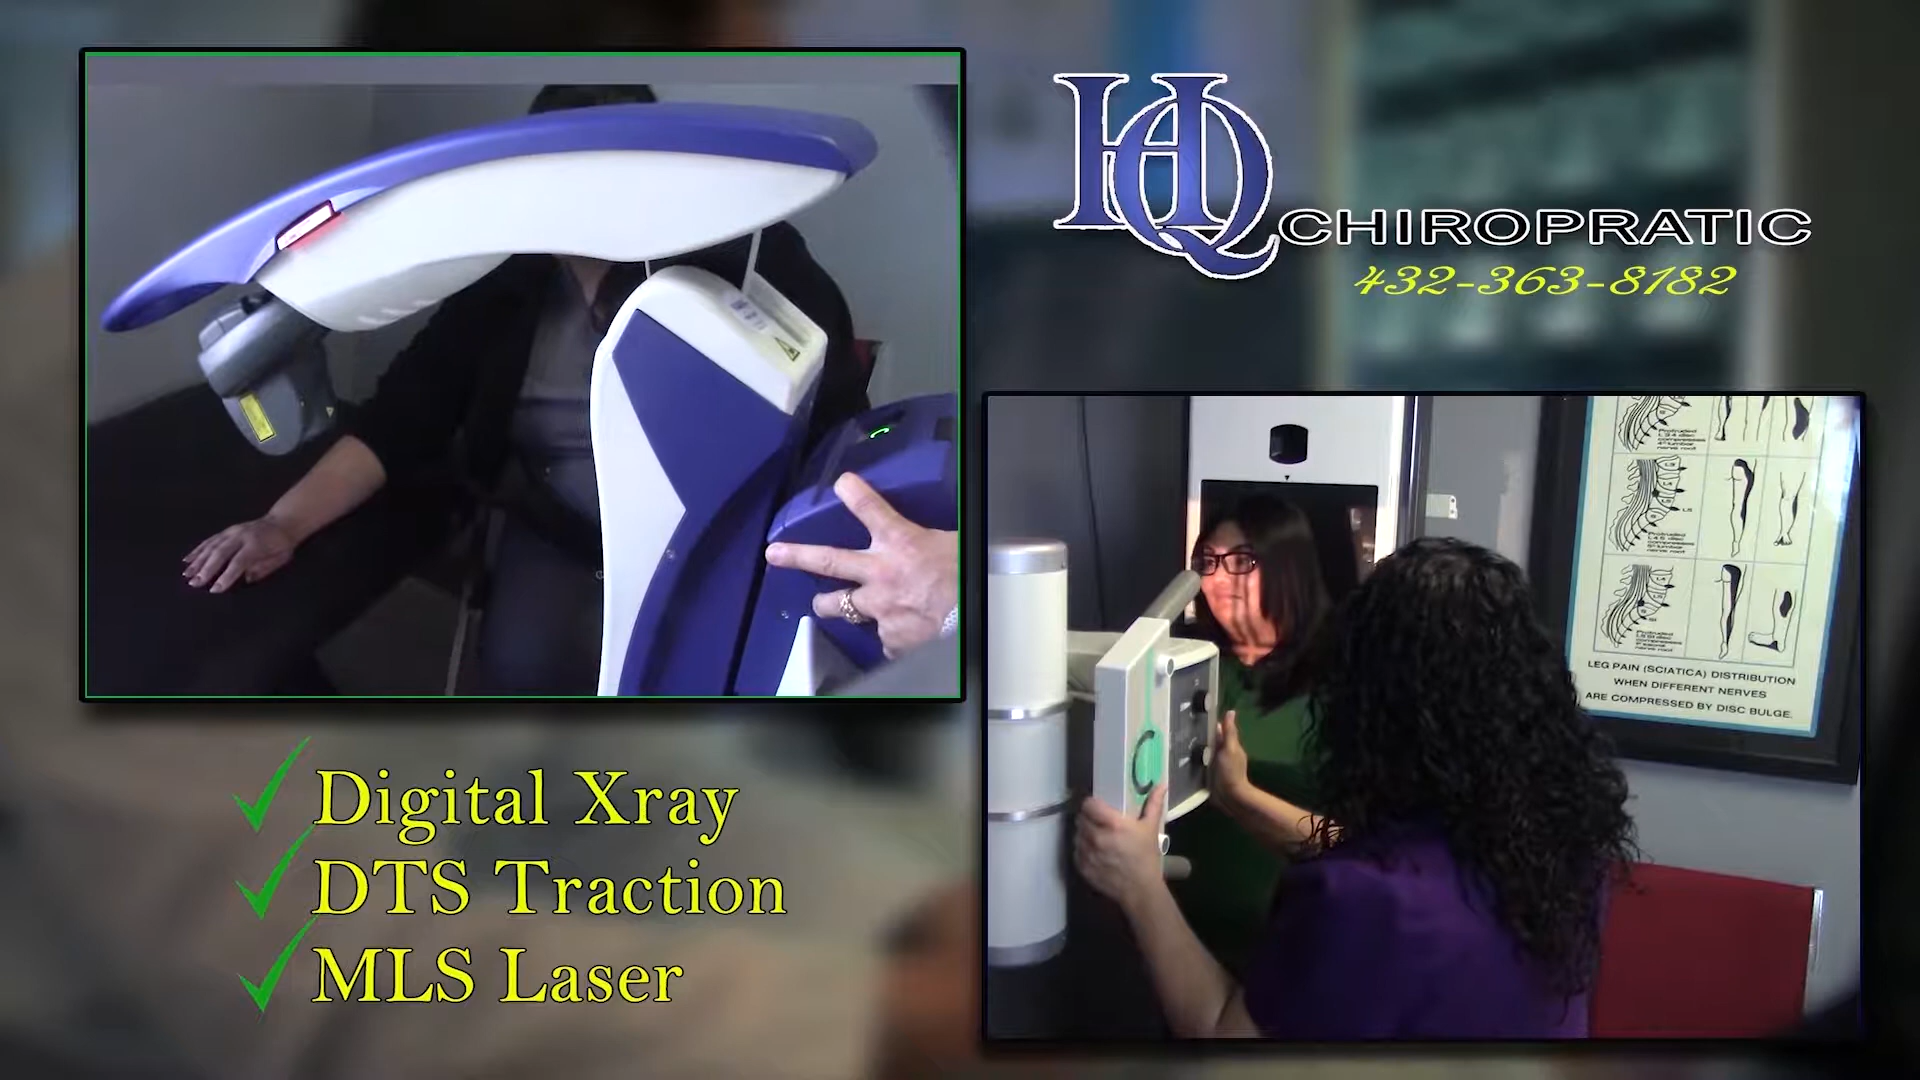 HQ CHIROPRATIC
432-363-8182
Digital Xray
DTS Traction
MLS Laser
LEG PAIN (SCIATICA) DISTRIBUTION
WHEN DIFFERENT NERVES
ARE COMPRESSED BY DISC BULGE.